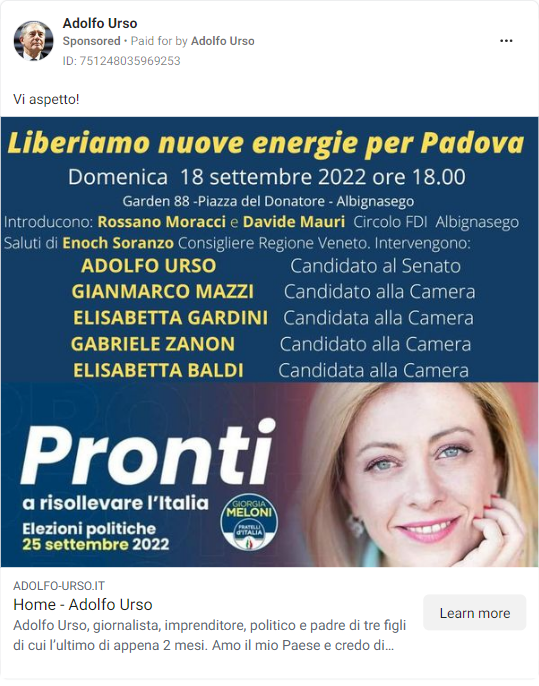 Adolfo Urso
Sponsored • Paid for by Adolfo Urso
ID: 751248035969253
Vi aspetto!
Liberiamo nuove energie per Padova
Domenica 18 settembre 2022 ore 18.00
Garden 88 -Piazza del Donatore - Albignasego
Introducono: Rossano Moracci e Davide Mauri Circolo FDI Albignasego
Saluti di Enoch Soranzo Consigliere Regione Veneto. Intervengono:
ADOLFO URSO Candidato al Senato
GIANMARCO MAZZI Candidato alla Camera
ELISABETTA GARDINI Candidata alla Camera
GABRIELE ZANON Candidato alla Camera
ELISABETTA BALDI Candidata alla Camera
Pronti
a risollevare l'Italia
Elezioni politiche
25 settembre 2022
GIORGIA
MELONI
FRATELLI
d'ITALIA
ADOLFO-URSO.IT
Home - Adolfo Urso
Adolfo Urso, giornalista, imprenditore, politico e padre di tre figli
di cui l'ultimo di appena 2 mesi. Amo il mio Paese e credo di...
Learn more